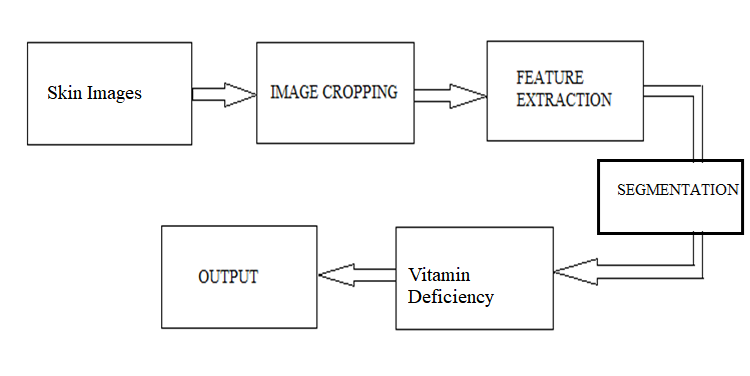 Skin Images
IMAGE CROPPING
FEATURE
EXTRACTION
SEGMENTATION
Vitamin
Deficiency
OUTPUT